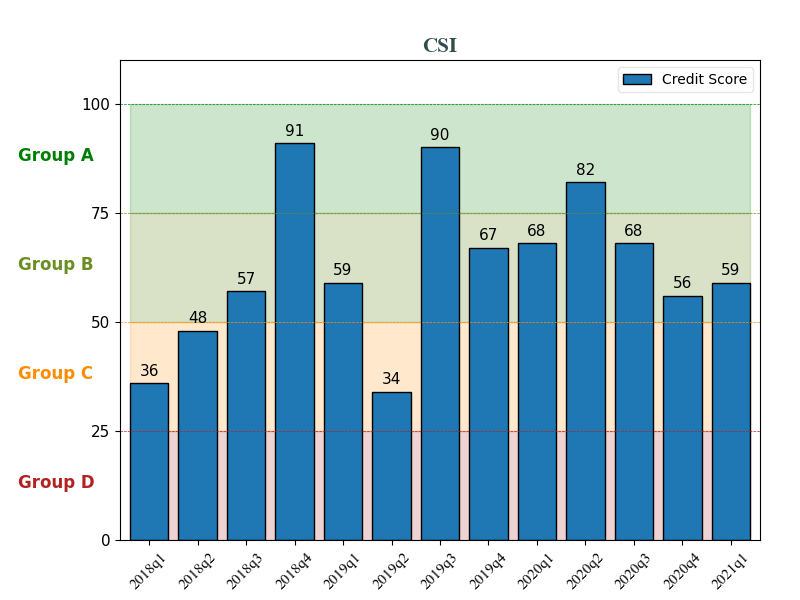 CSI
Credit Score
100
75
50
25
0
Group A
Group B
Group C
Group D
36
48
57
91
59
34
90
67
68
82
68
56
59
2018q1
2018q2
2018q3
2018q4
2019q1
2019q2
2019q3
2019q4
2020q1
2020q2
2020q3
2020q4
2021q1